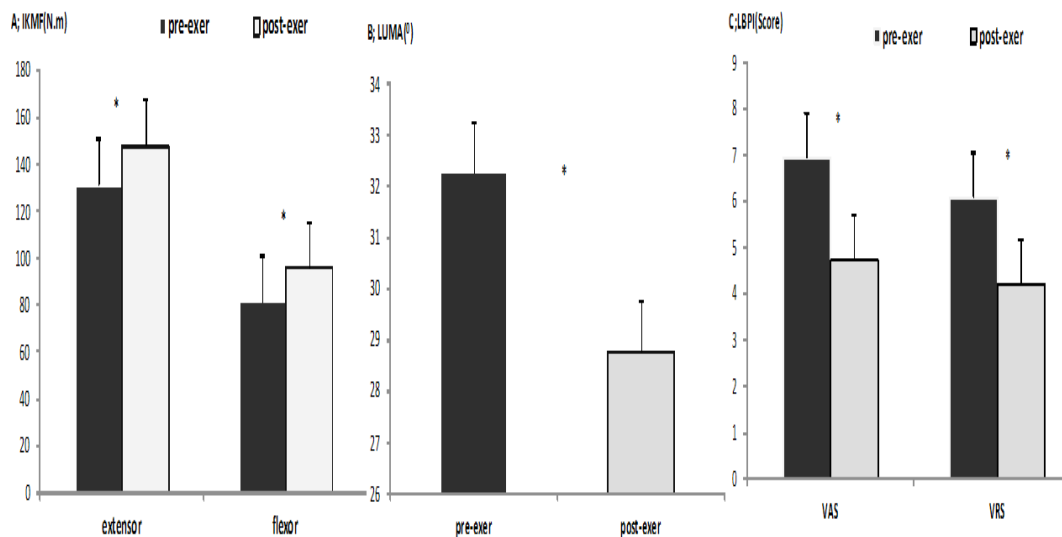 A; IKMF(N.m)
pre-exer
post-exer
180
160
140
120
100
80
60
40
20
0
*
*
extensor
flexor
B; LUMA(⁰)
34
33
32
31
30
29
28
27
26
*
pre-exer
post-exer
C;LBPI(Score)
pre-exer
post-exer
9
8
7
6
5
4
3
2
1
0
*
*
VAS
VRS